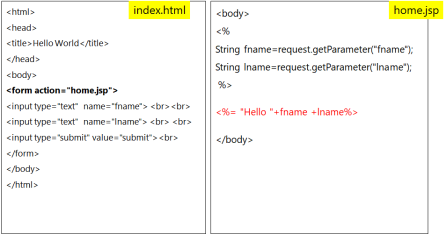 index.html
<html>
<head>
<title>Hello World</title>
</head>
<body>
<form action="home.jsp">
<input type="text" name="fname"> <br><br>
<input type="text" name="lname"> <br> <br>
<input type="submit" value="submit"><br>
</form>
</body>
</html>
home.jsp
<body>
<%
String fname=request.getParameter("fname");
String lname=request.getParameter("lname");
%>
<%= "Hello "+fname +lname%>
</body>